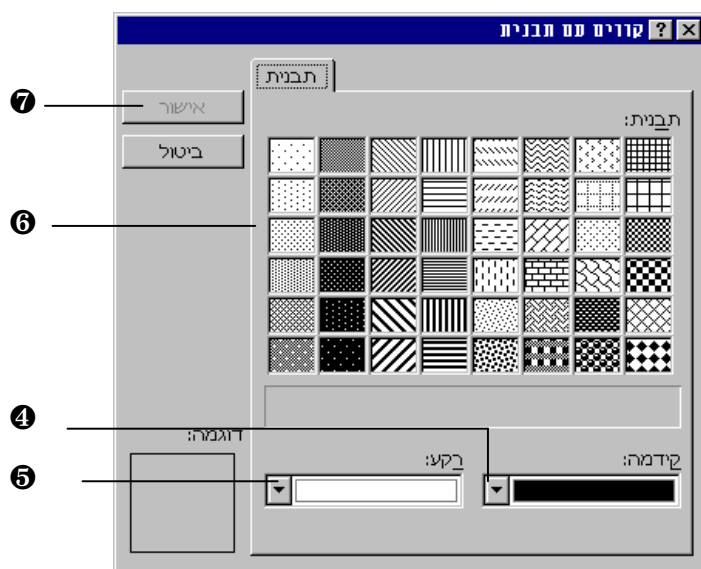 קווים עם תבנית
תבנית
❼ אישור
תבנית:
ביטול
❻
❹
דוגמה:
קידמה:
רקע:
❺